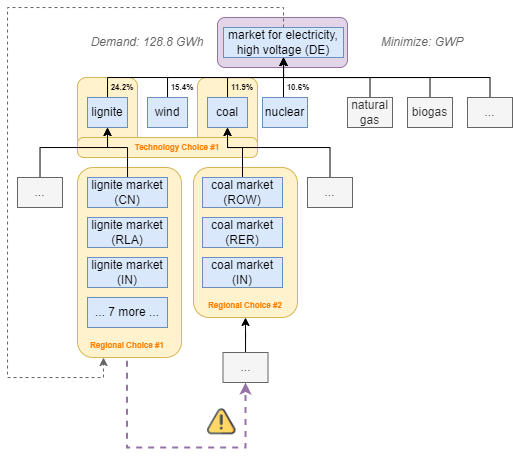 Demand: 128.8 GWh
market for electricity,
high voltage (DE)
Minimize: GWP
24.2%
15.4%
11.9%
10.6%
lignite
wind
coal
nuclear
natural
gas
biogas
...
Technology Choice #1
...
lignite market
(CN)
coal market
(ROW)
...
lignite market
(RLA)
coal market
(RER)
lignite market
(IN)
coal market
(IN)
... 7 more ...
Regional Choice #2
Regional Choice #1
...